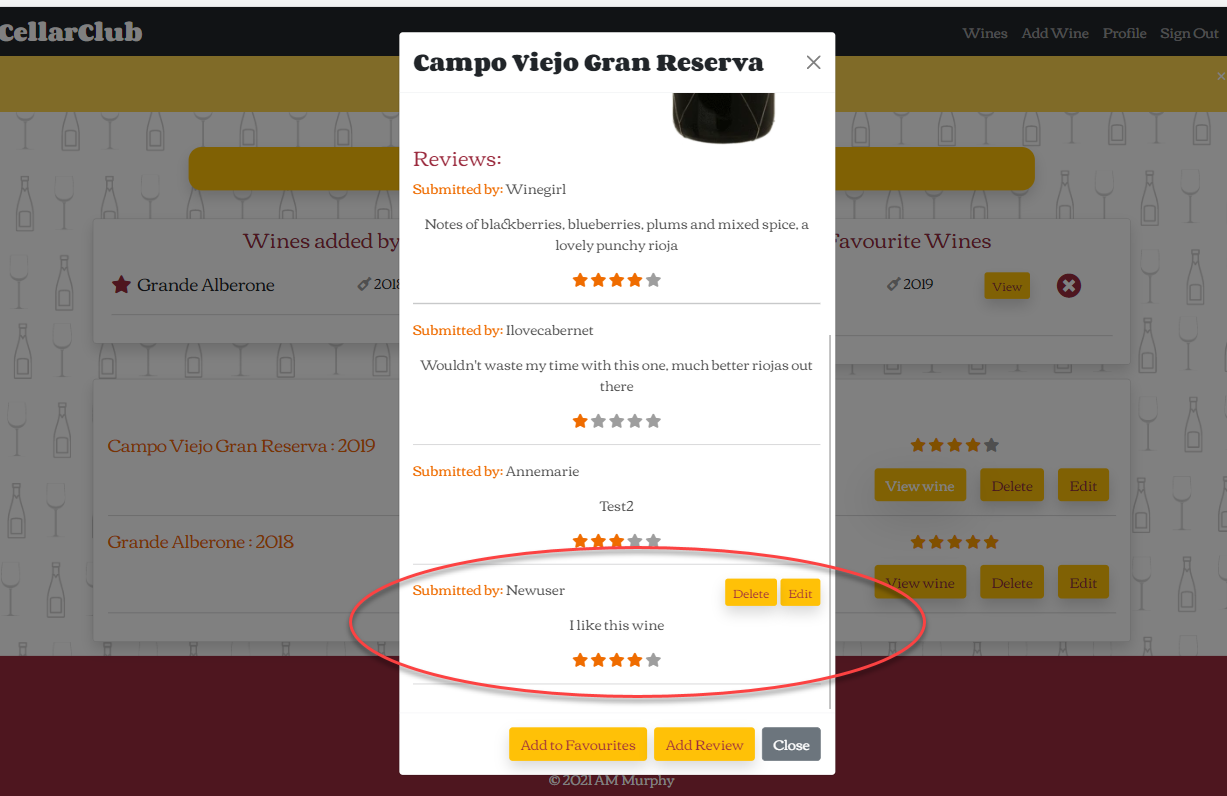 CellarClub
Wines Add Wine Profile Sign Out
×
Campo Viejo Gran Reserva
Reviews:
Submitted by: Winegirl
Notes of blackberries, blueberries, plums and mixed spice, a
lovely punchy rioja
Submitted by: Ilovecabernet
Wouldn't waste my time with this one, much better riojas out
there
Submitted by: Annemarie
Test2
Submitted by: Newuser
Delete Edit
I like this wine
Add to Favourites Add Review Close
Wines added by
Grande Alberone 2018
Favourite Wines
2019 View
Campo Viejo Gran Reserva : 2019
View wine Delete Edit
Grande Alberone : 2018
View wine Delete Edit
© 2021 AM Murphy